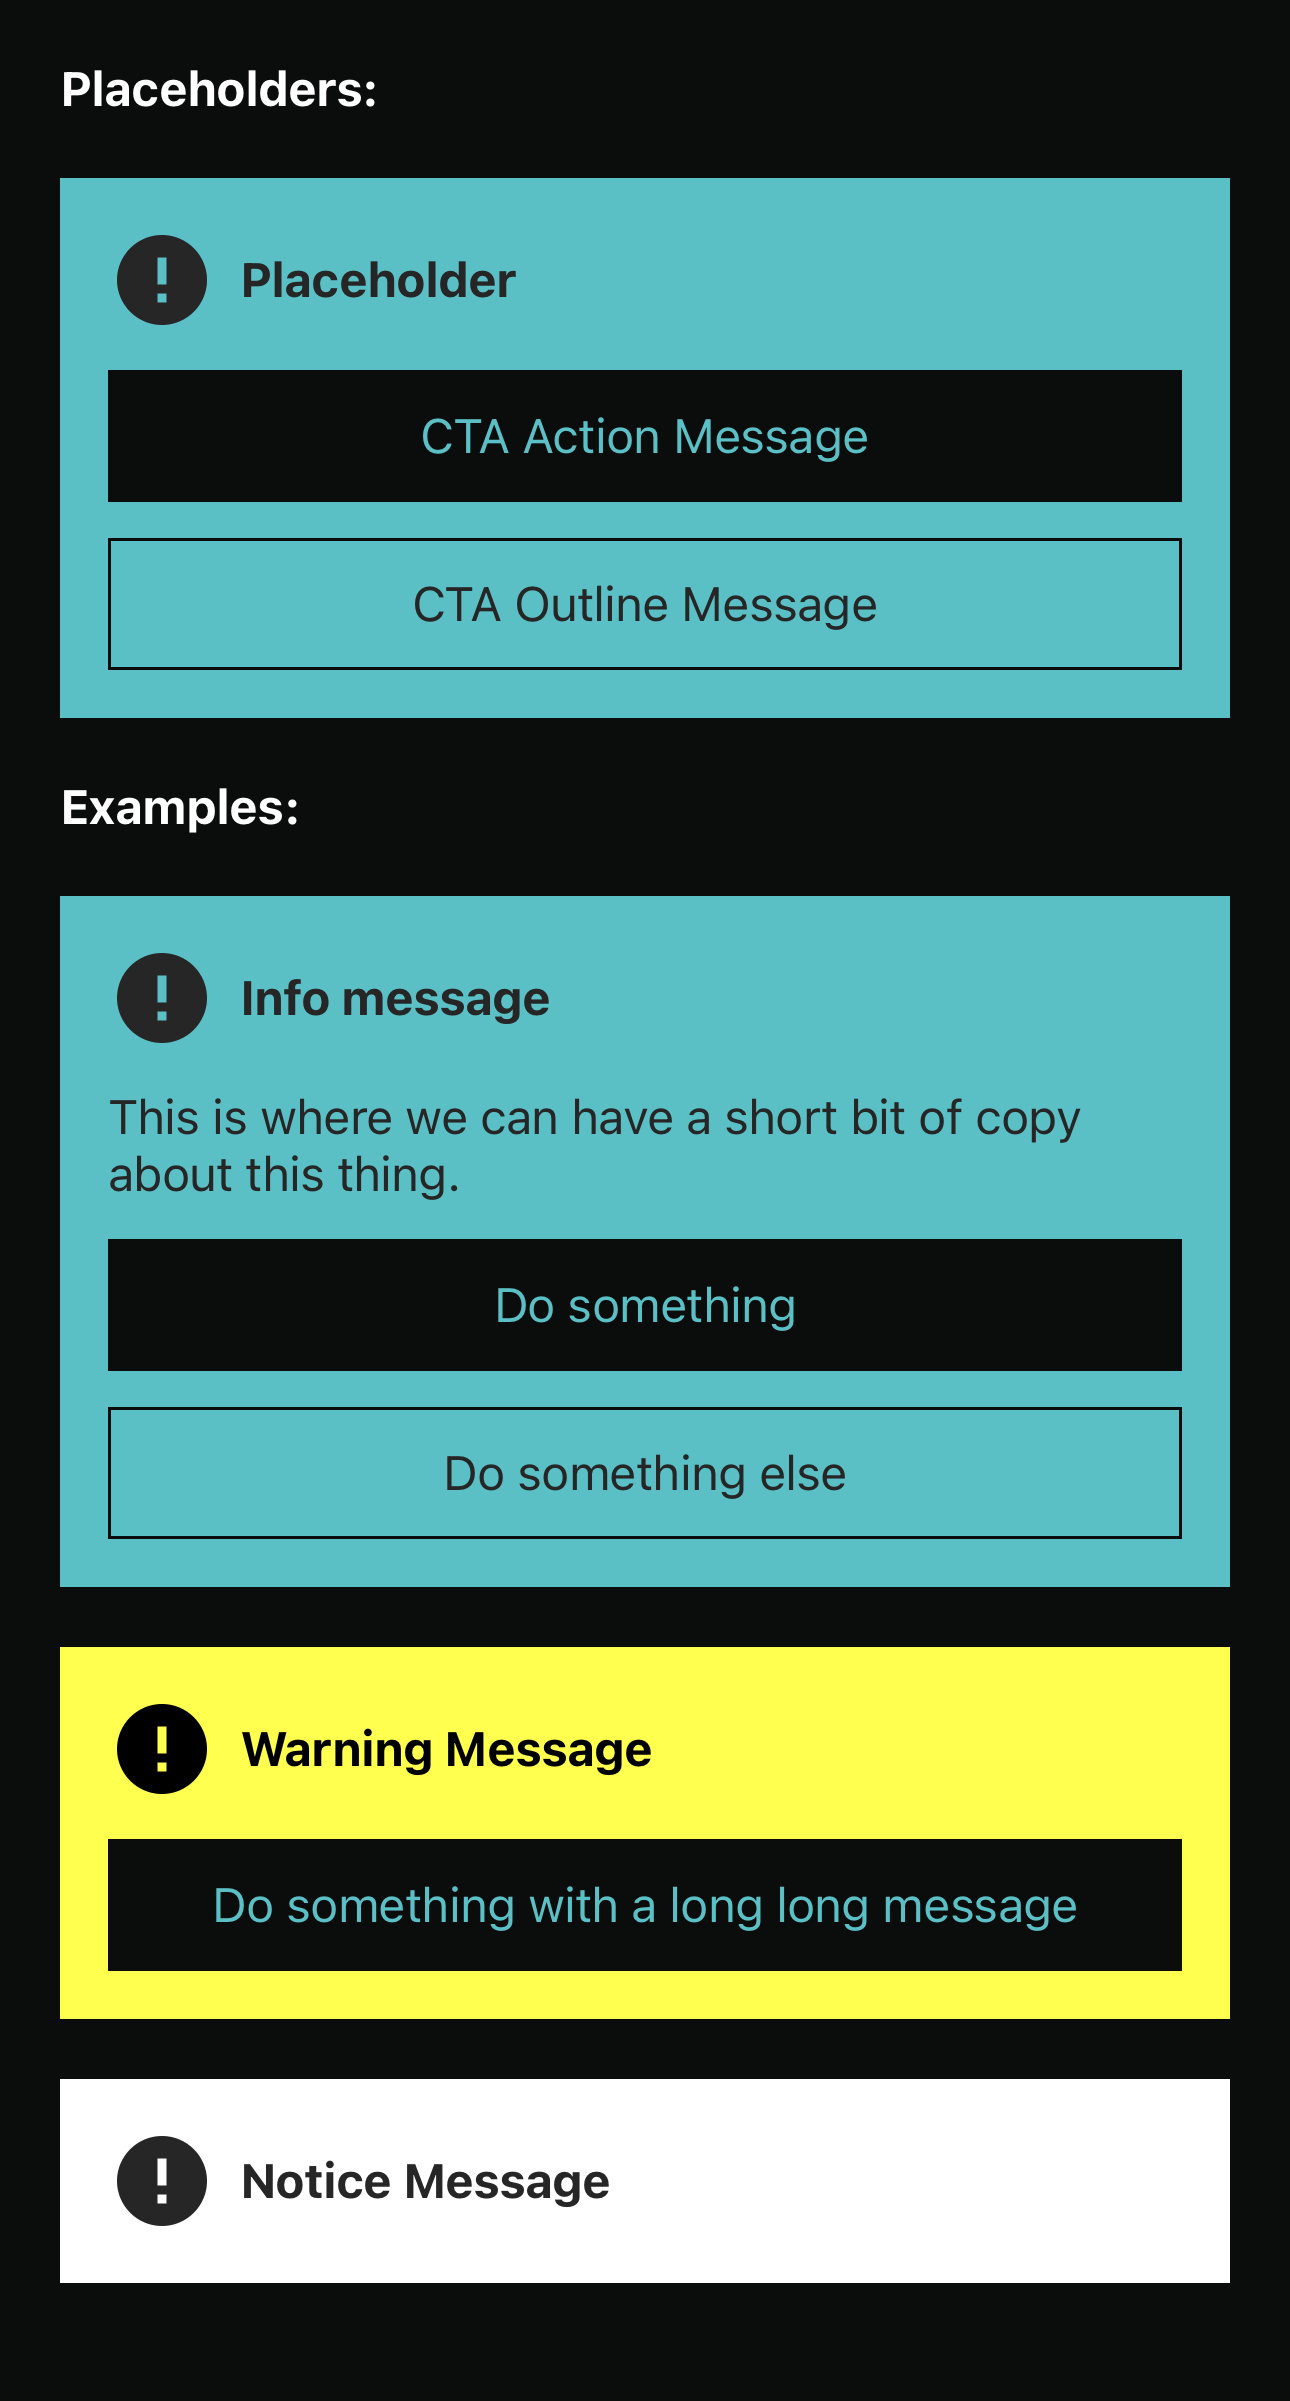 Placeholders:
Placeholder
CTA Action Message
CTA Outline Message
Examples:
Info message
This is where we can have a short bit of copy
about this thing.
Do something
Do something else
Warning Message
Do something with a long long message
Notice Message